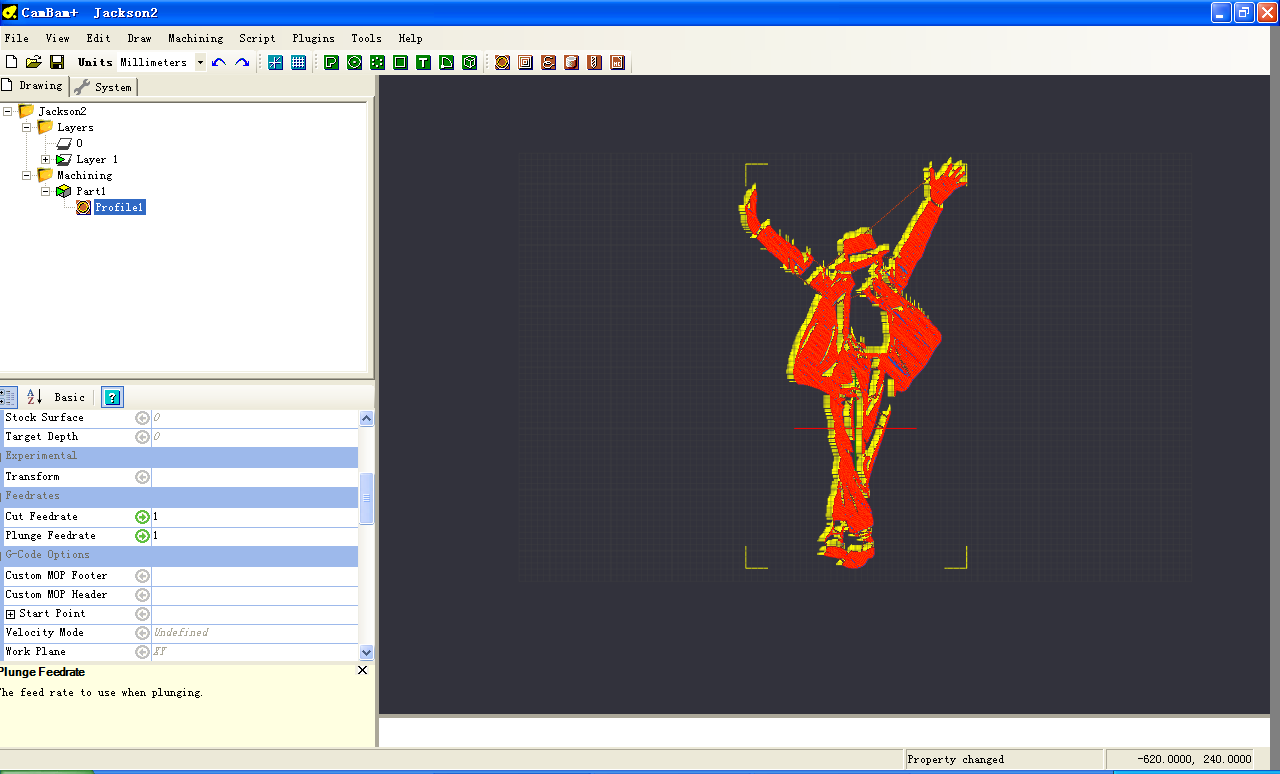 CamBam+ Jackson2
File View Edit Draw Machining Script Plugins Tools Help
Units Millimeters
Drawing System
Jackson2
Layers
0
Layer 1
Machining
Part1
Profile1
Basic
Stock Surface 0
Target Depth 0
Experimental
Transform
Feedrates
Cut Feedrate 1
Plunge Feedrate 1
G-Code Options
Custom MOP Footer
Custom MOP Header
Start Point
Velocity Mode Undefined
Work Plane XY
Plunge Feedrate
The feed rate to use when plunging.
Property changed -620.0000, 240.0000